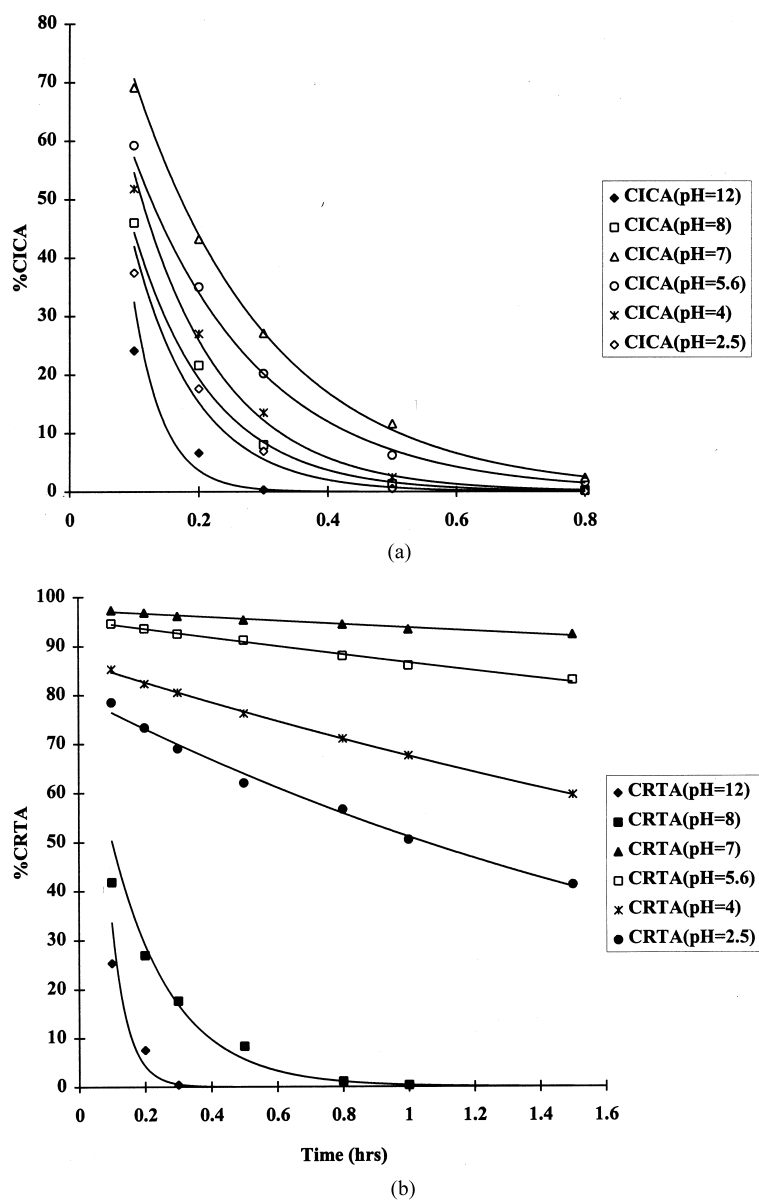 80
70
60
50
40
30
20
10
0
%CICA
0
0.2
0.4
0.6
0.8
CICA(pH=12)
CICA(pH=8)
CICA(pH=7)
CICA(pH=5.6)
CICA(pH=4)
CICA(pH=2.5)
(a)
100
90
80
70
60
50
40
30
20
10
0
%CRTA
0
0.2
0.4
0.6
0.8
1
1.2
1.4
1.6
Time (hrs)
CRTA(pH=12)
CRTA(pH=8)
CRTA(pH=7)
CRTA(pH=5.6)
CRTA(pH=4)
CRTA(pH=2.5)
(b)